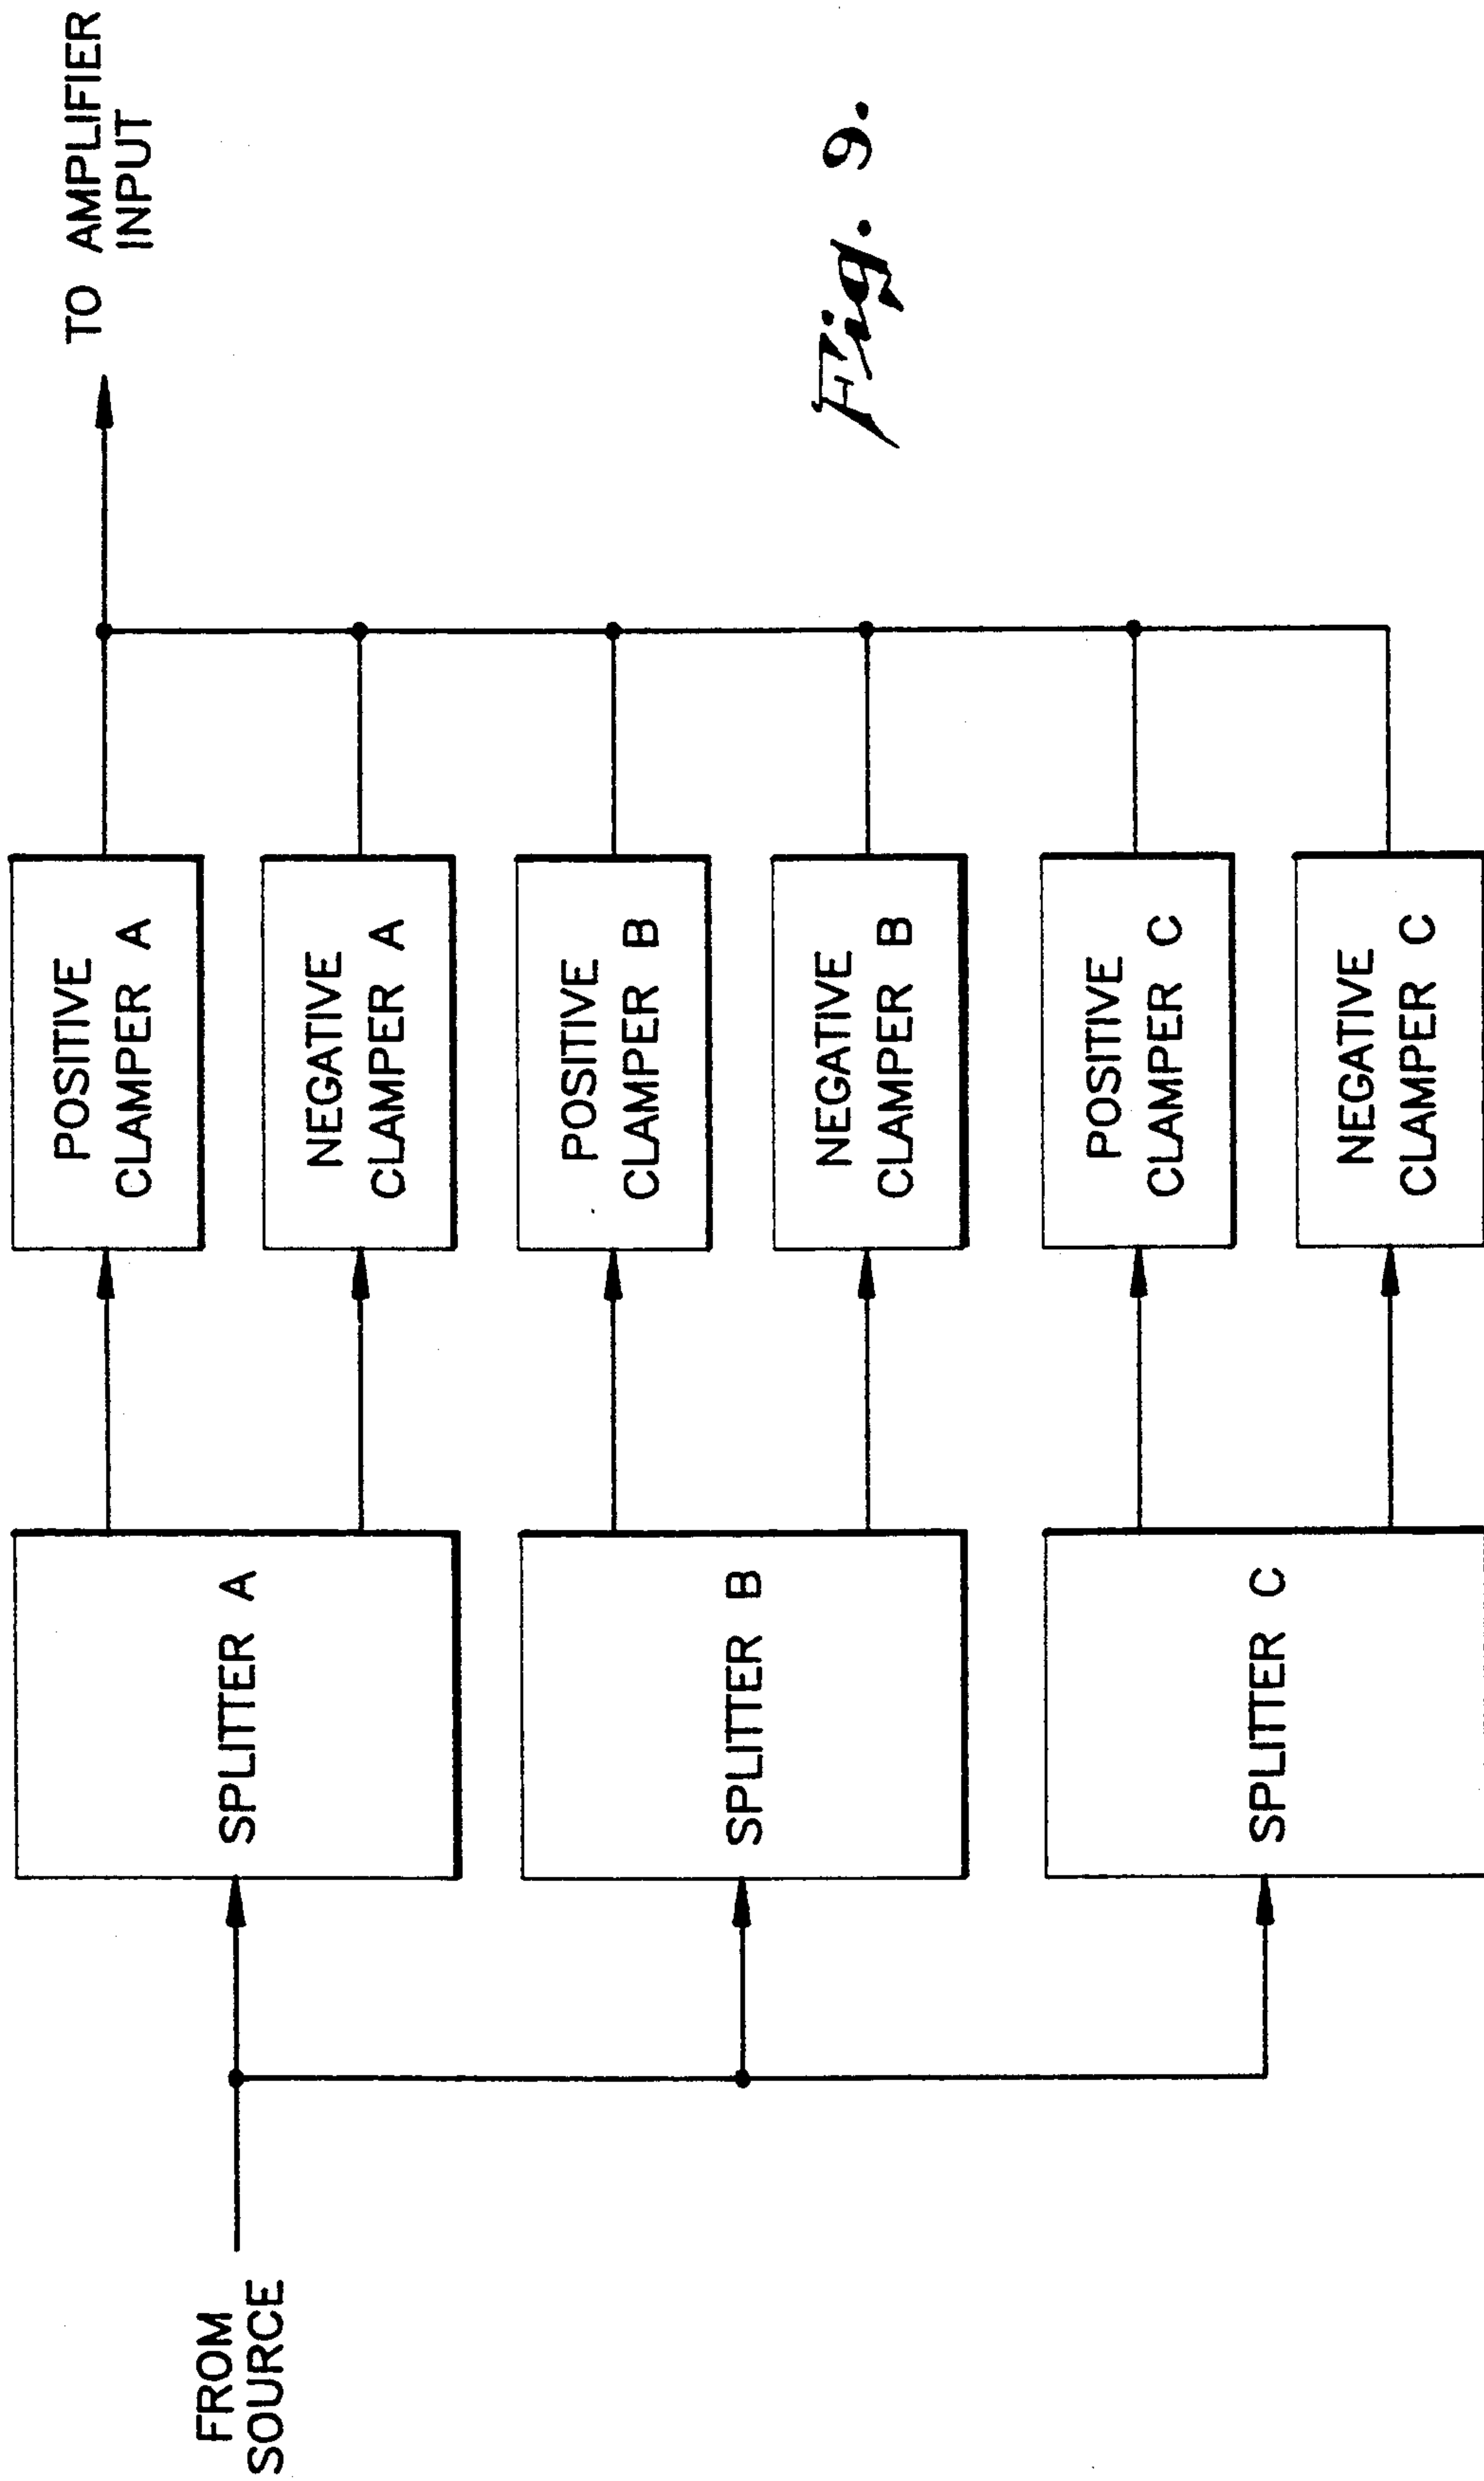 FROM
SOURCE
SPLITTER A
SPLITTER B
SPLITTER C
POSITIVE
CLAMPER A
NEGATIVE
CLAMPER A
POSITIVE
CLAMPER B
NEGATIVE
CLAMPER B
POSITIVE
CLAMPER C
NEGATIVE
CLAMPER C
TO AMPLIFIER
INPUT
Fig. 9.